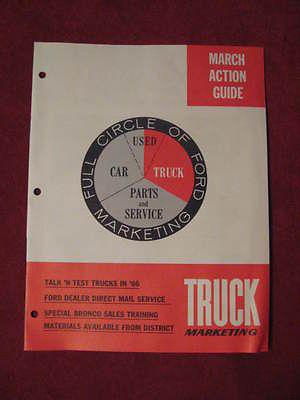 MARCH
ACTION
GUIDE
FULL CIRCLE OF FORD
MARKETING
USED
CAR
TRUCK
PARTS
and
SERVICE
TALK 'N TEST TRUCKS IN '66
FORD DEALER DIRECT MAIL SERVICE
SPECIAL BRONCO SALES TRAINING
MATERIALS AVAILABLE FROM DISTRICT
TRUCK
MARKETING